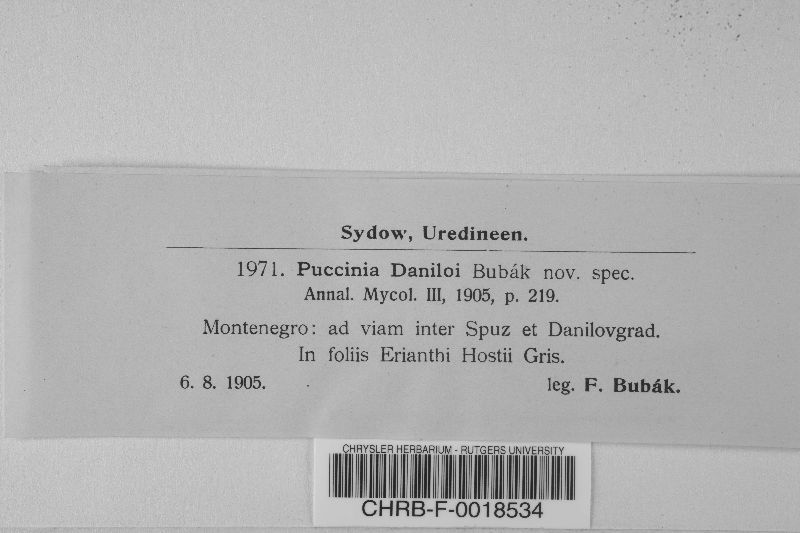 Sydow, Uredineen.
1971. Puccinia Daniloi Bubák nov. spec.
Annal. Mycol. III, 1905, p. 219.
Montenegro: ad viam inter Spuz et Danilovgrad.
In foliis Erianthi Hostii Gris.
6. 8. 1905. leg. F. Bubák.
CHRYSLER HERBARIUM - RUTGERS UNIVERSITY
CHRB-F-0018534